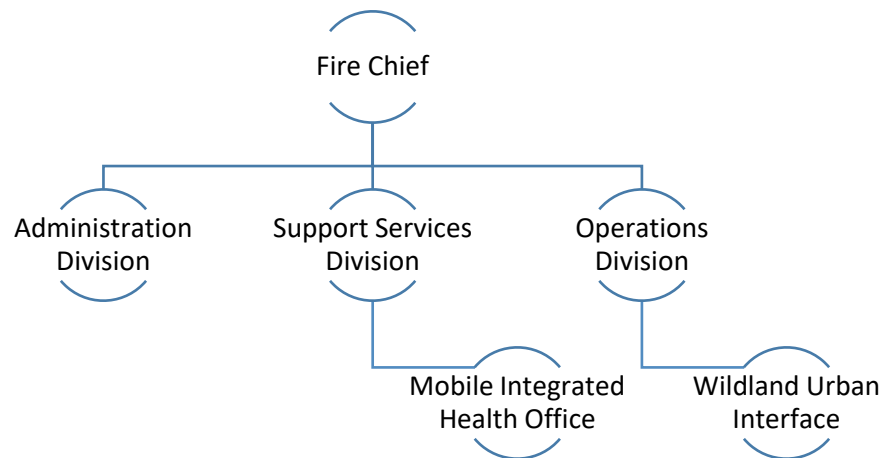 Fire Chief
Administration
Division
Support Services
Division
Operations
Division
Mobile Integrated
Health Office
Wildland Urban
Interface